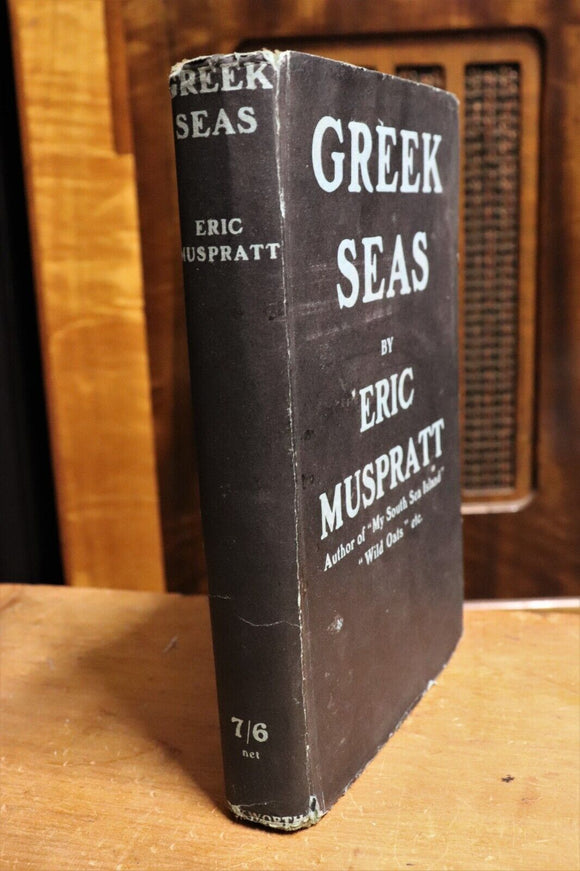 GREEK
SEAS
ERIC
MUSPRATT
7/6
net
GREEK
SEAS
BY
ERIC
MUSPRATT
Author of "My South Sea Island"
"Wild Oats" etc.